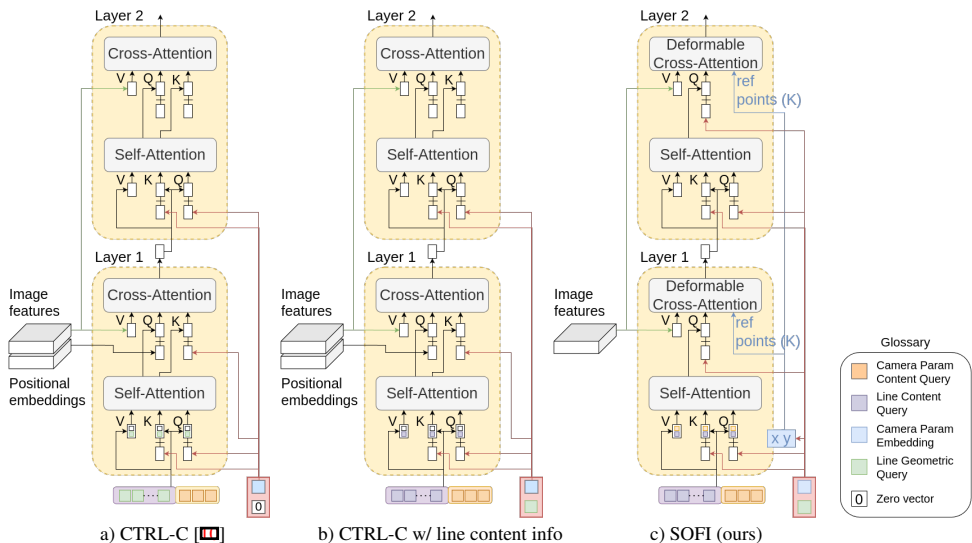 Layer 2
Cross-Attention
V Q K
Self-Attention
V K Q
Layer 1
Cross-Attention
Image
features
V Q K
Positional
embeddings
Self-Attention
V K Q
0
a) CTRL-C [10]
Layer 2
Cross-Attention
V Q K
Self-Attention
V K Q
Layer 1
Cross-Attention
Image
features
V Q K
Positional
embeddings
Self-Attention
V K Q
b) CTRL-C w/ line content info
Layer 2
Deformable
Cross-Attention
V Q
ref
points (K)
Self-Attention
V K Q
Layer 1
Deformable
Cross-Attention
Image
features
V Q
ref
points (K)
Self-Attention
V K Q
x y
c) SOFI (ours)
Glossary
Camera Param
Content Query
Line Content
Query
Camera Param
Embedding
Line Geometric
Query
0 Zero vector